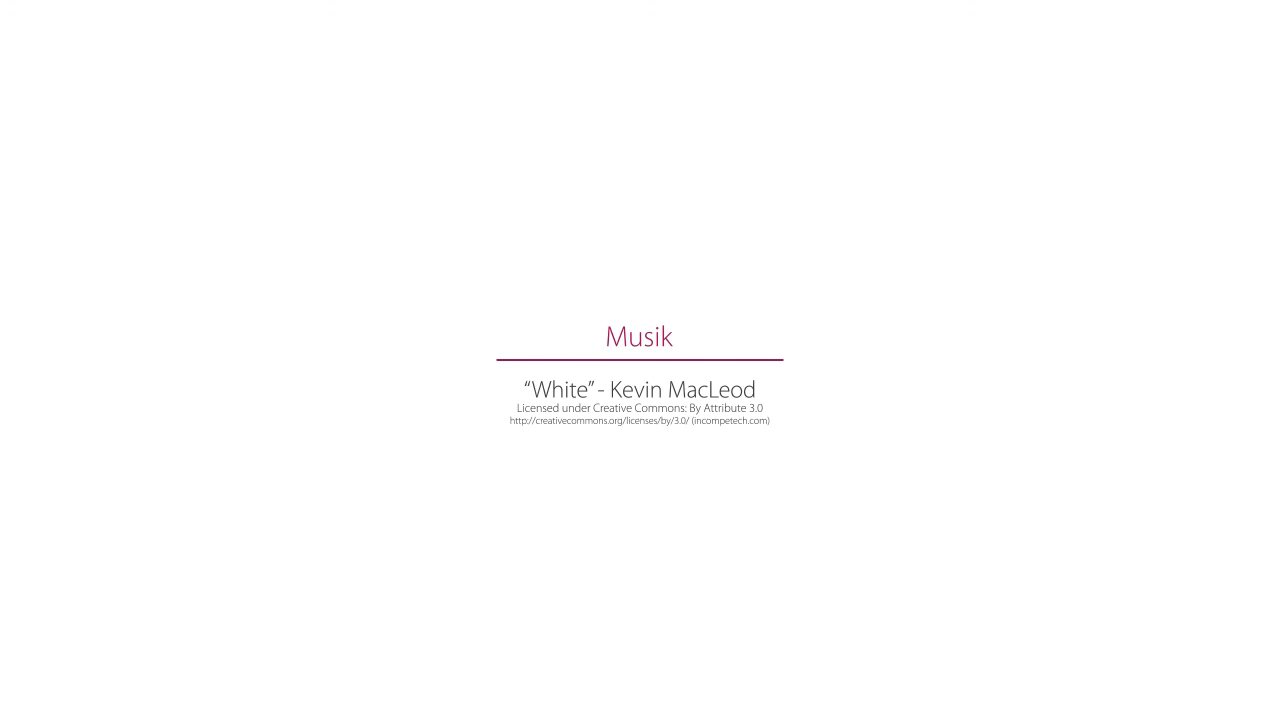 Musik
“White” - Kevin MacLeod
Licensed under Creative Commons: By Attribute 3.0
http://creativecommons.org/licenses/by/3.0/ (incompetech.com)